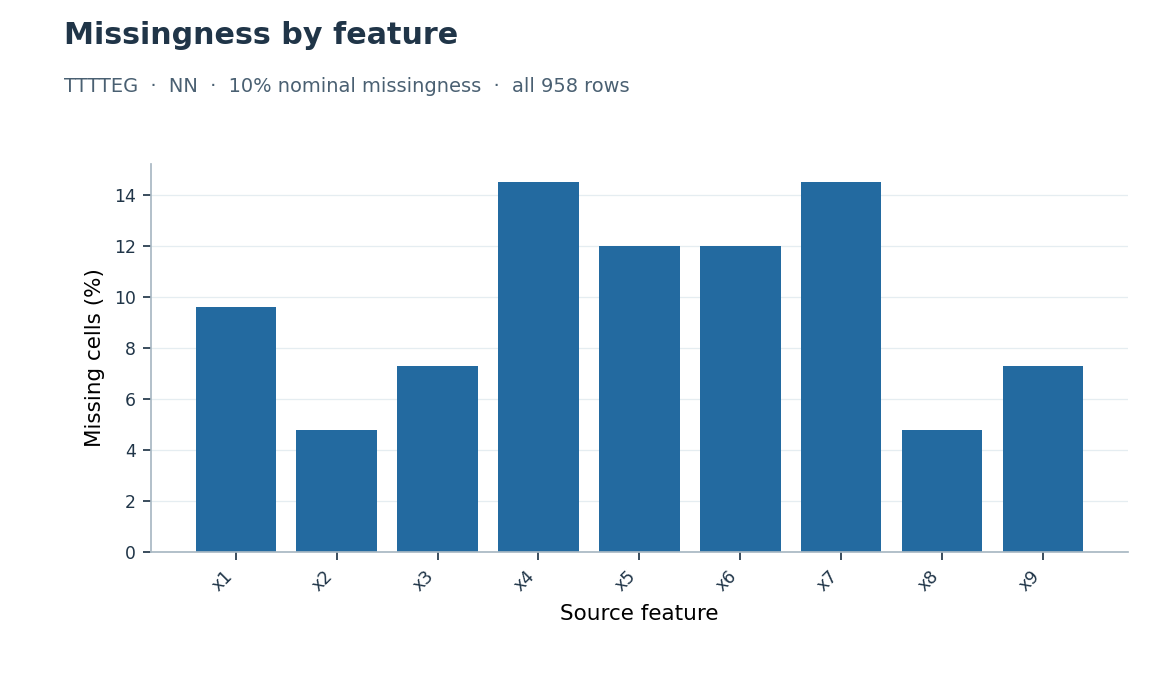 Missingness by feature
TTTTEG · NN · 10% nominal missingness · all 958 rows
Missing cells (%)
14
12
10
8
6
4
2
0
x1 x2 x3 x4 x5 x6 x7 x8 x9
Source feature